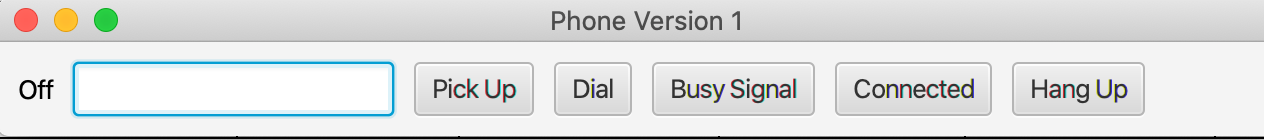 Phone Version 1
Off Pick Up Dial Busy Signal Connected Hang Up